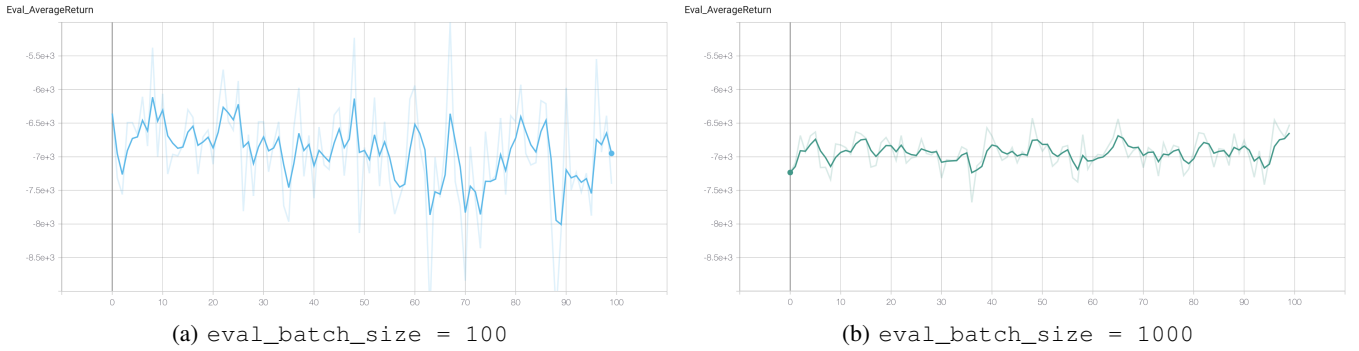 Eval_AverageReturn
-5.5e+3
-6e+3
-6.5e+3
-7e+3
-7.5e+3
-8e+3
-8.5e+3
0 10 20 30 40 50 60 70 80 90 100
(a) eval_batch_size = 100
Eval_AverageReturn
-5.5e+3
-6e+3
-6.5e+3
-7e+3
-7.5e+3
-8e+3
-8.5e+3
0 10 20 30 40 50 60 70 80 90 100
(b) eval_batch_size = 1000